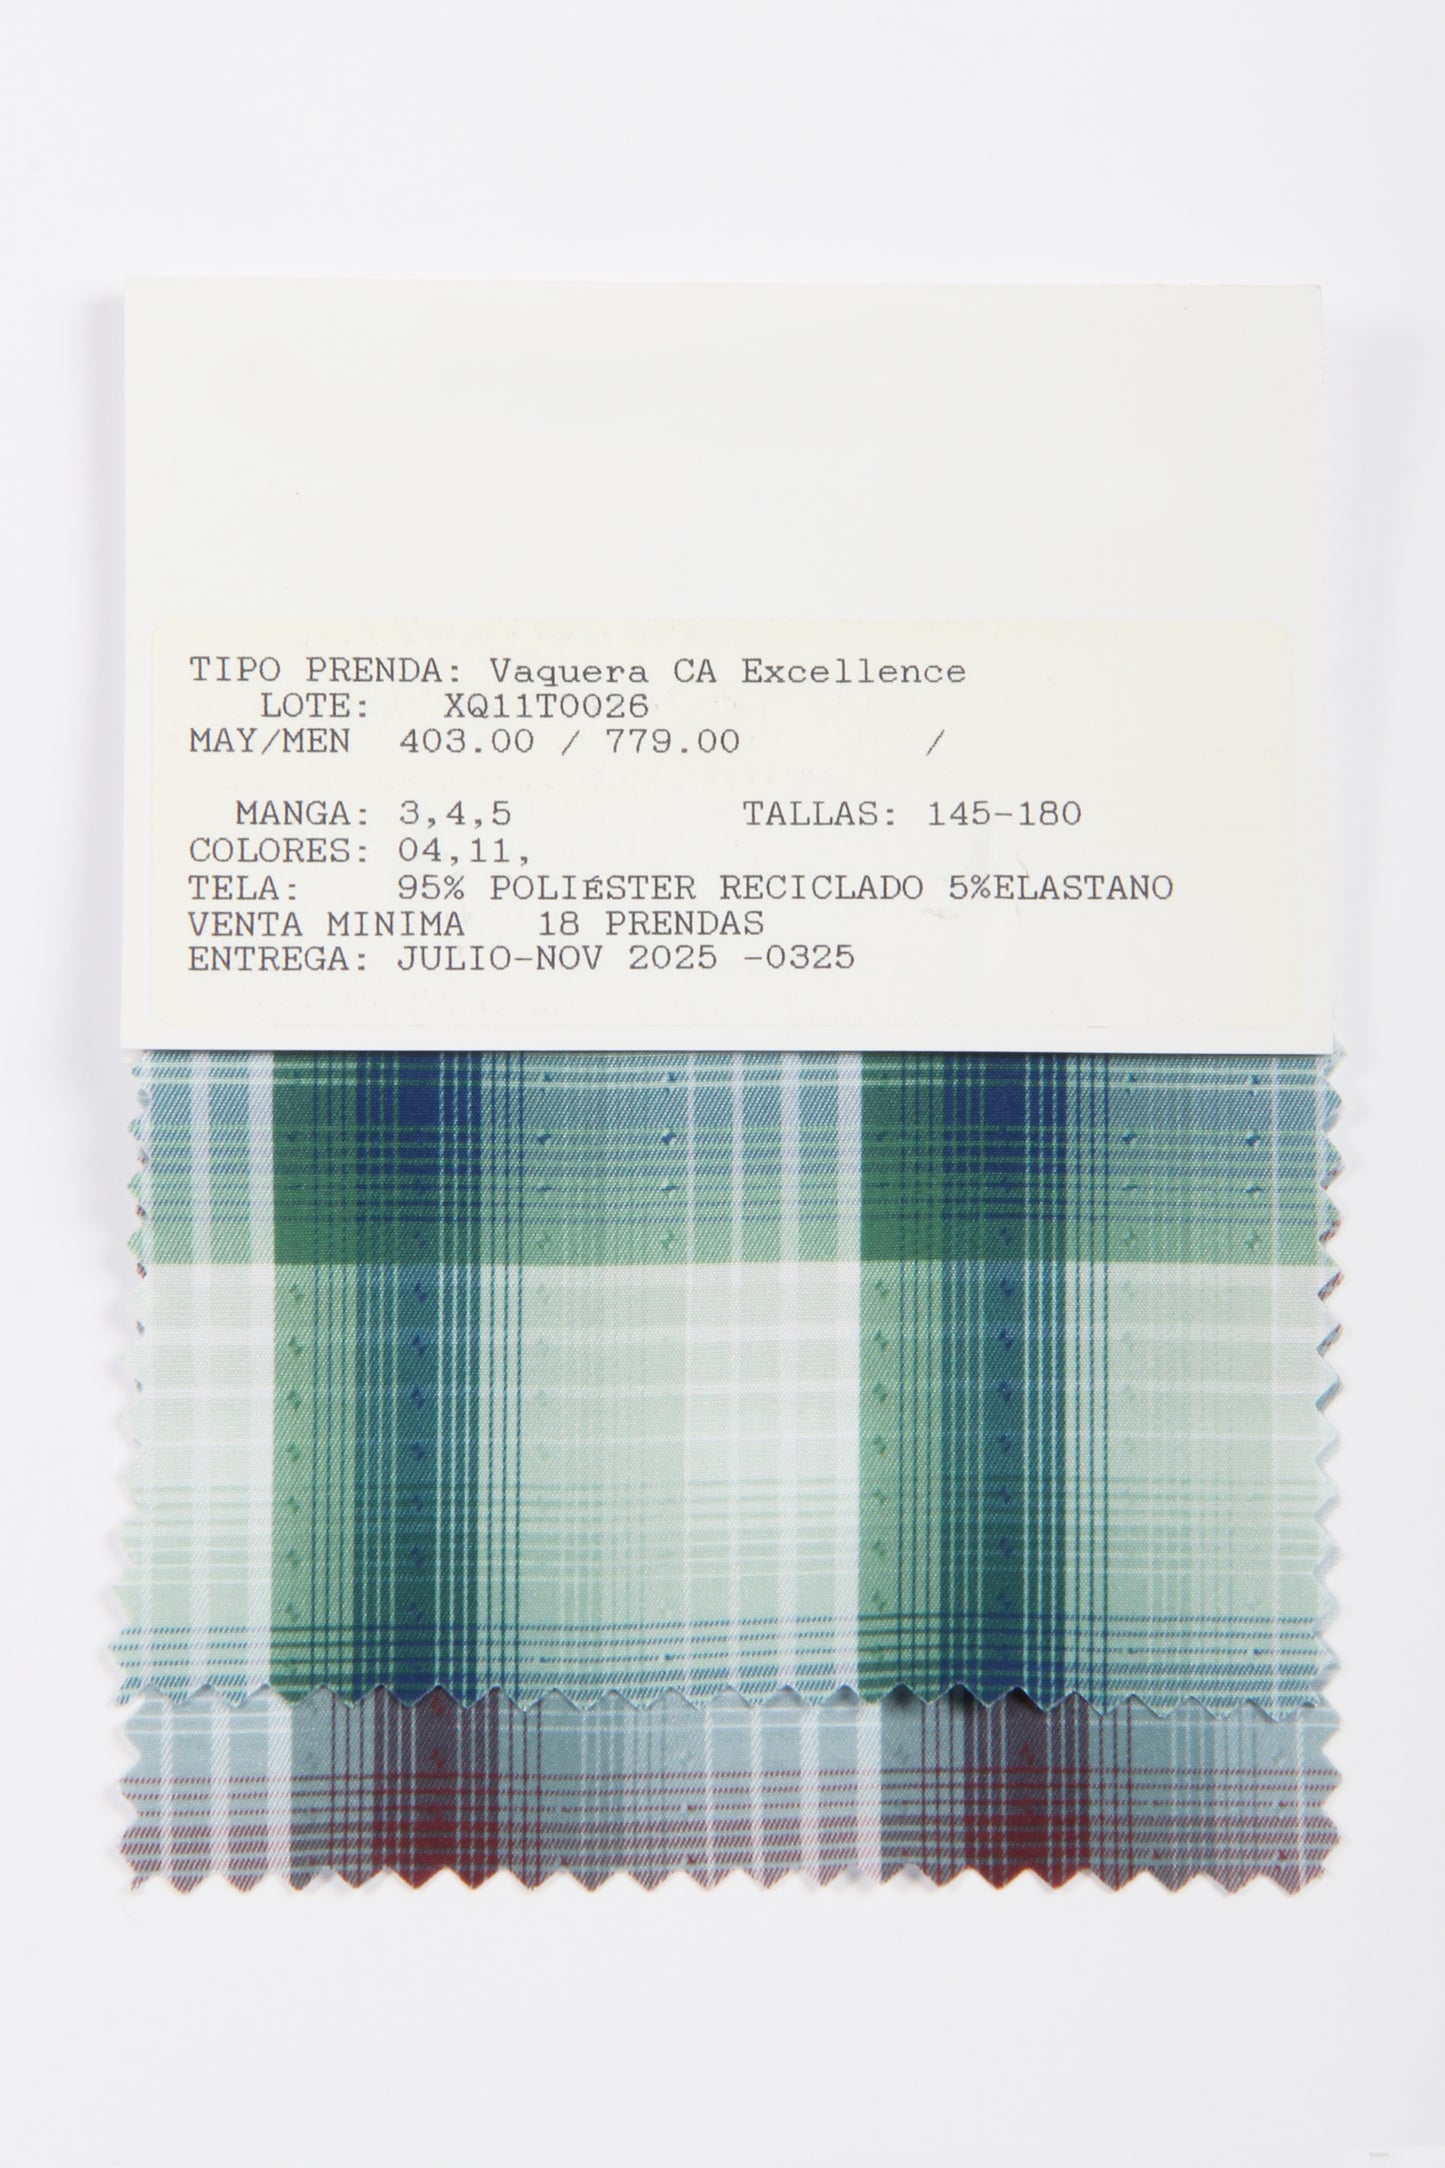 TIPO PRENDA: Vaquera CA Excellence
LOTE: XQ11T0026
MAY/MEN 403.00 / 779.00 /
MANGA: 3,4,5 TALLAS: 145-180
COLORES: 04,11,
TELA: 95% POLIÉSTER RECICLADO 5%ELASTANO
VENTA MINIMA 18 PRENDAS
ENTREGA: JULIO-NOV 2025 -0325